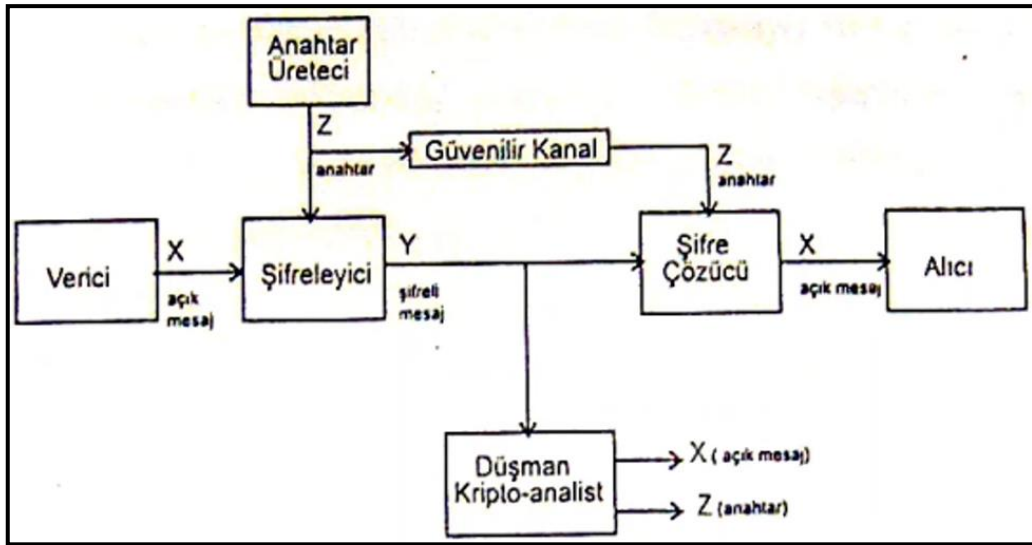 Anahtar
Üreteci
Z
anahtar
Güvenilir Kanal
Z
anahtar
Verici
X
açık
mesaj
Şifreleyici
Y
şifreli
mesaj
Şifre
Çözücü
X
açık mesaj
Alıcı
Düşman
Kripto-analist
X ( açık mesaj)
Z (anahtar)